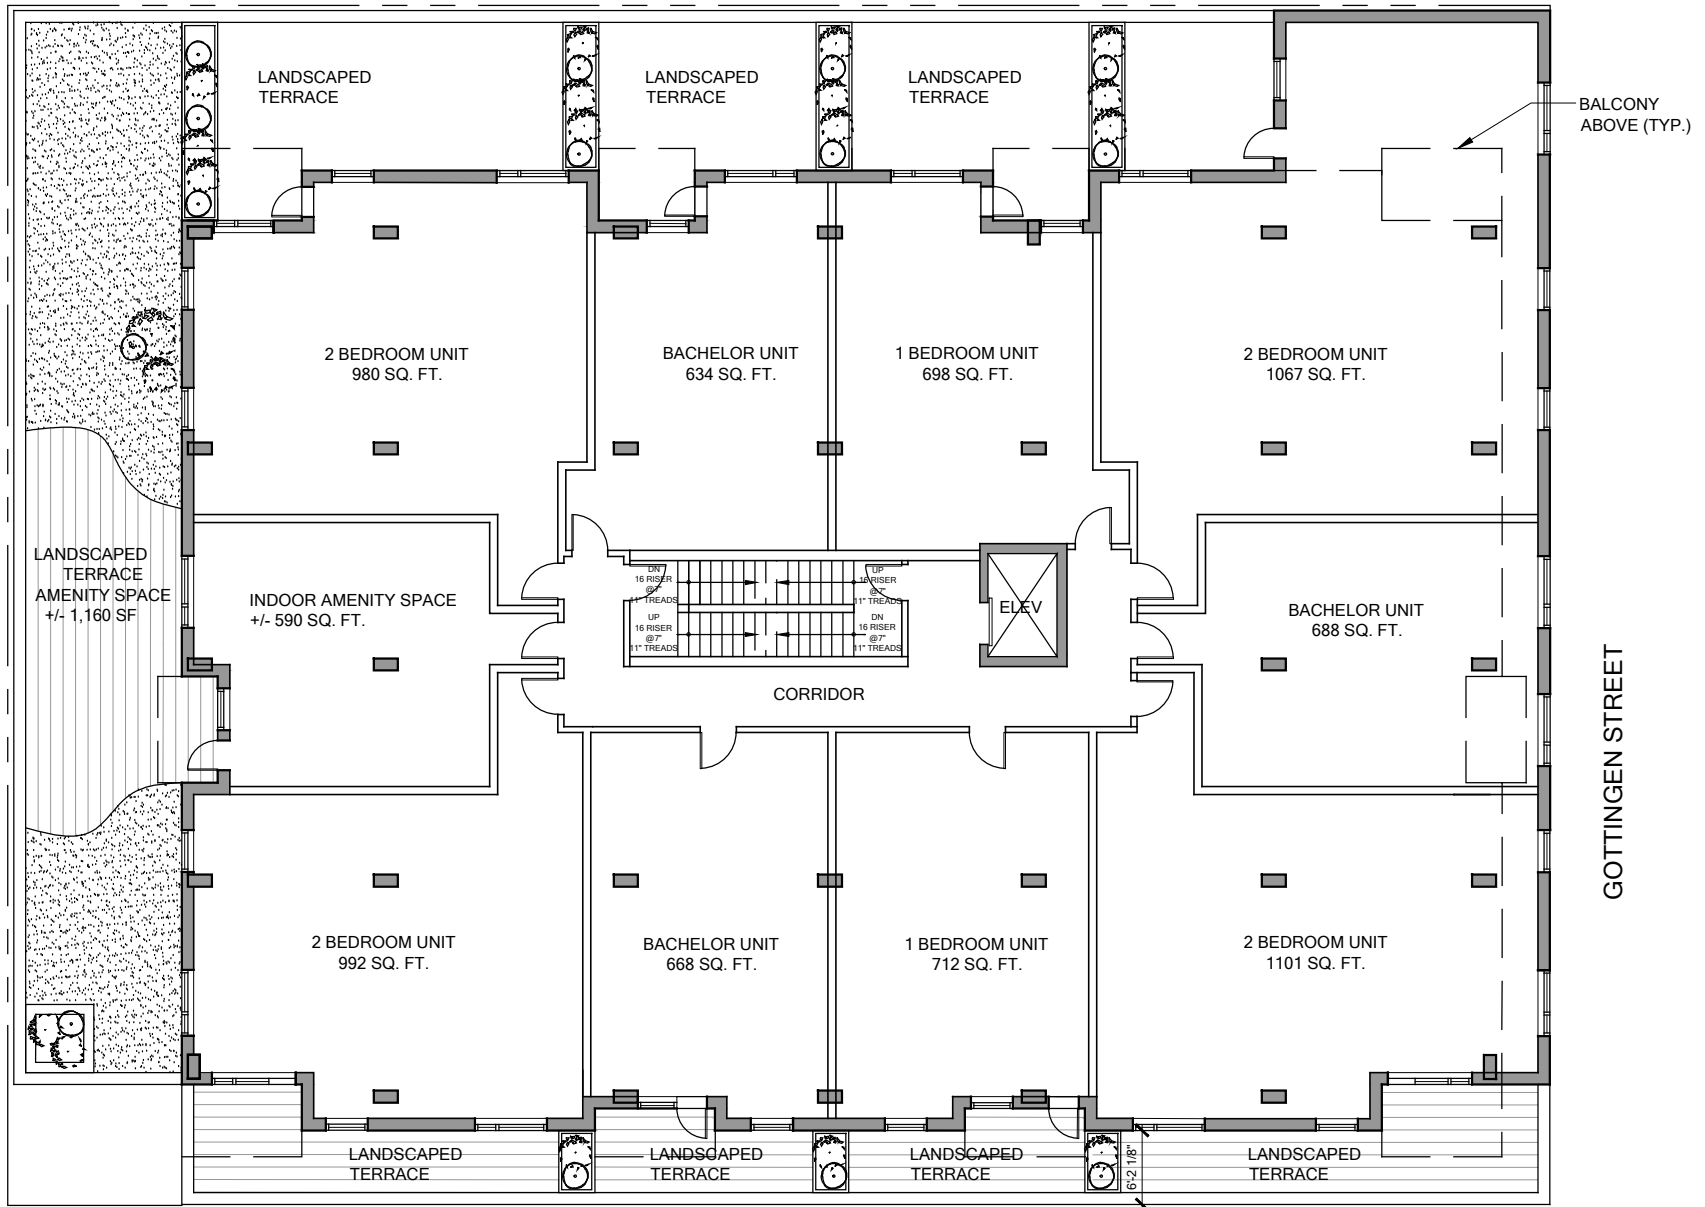 LANDSCAPED
TERRACE
LANDSCAPED
TERRACE
LANDSCAPED
TERRACE
BALCONY
ABOVE (TYP.)
2 BEDROOM UNIT
980 SQ. FT.
BACHELOR UNIT
634 SQ. FT.
1 BEDROOM UNIT
698 SQ. FT.
2 BEDROOM UNIT
1067 SQ. FT.
LANDSCAPED
TERRACE
AMENITY SPACE
+/- 1,160 SF
INDOOR AMENITY SPACE
+/- 590 SQ. FT.
DN
16 RISER
@7"
11" TREADS
UP
16 RISER
@7"
11" TREADS
UP
16 RISER
@7"
11" TREADS
DN
16 RISER
@7"
11" TREADS
ELEV
BACHELOR UNIT
688 SQ. FT.
CORRIDOR
GOTTINGEN STREET
2 BEDROOM UNIT
992 SQ. FT.
BACHELOR UNIT
668 SQ. FT.
1 BEDROOM UNIT
712 SQ. FT.
2 BEDROOM UNIT
1101 SQ. FT.
LANDSCAPED
TERRACE
LANDSCAPED
TERRACE
LANDSCAPED
TERRACE
6'-2 1/8"
LANDSCAPED
TERRACE